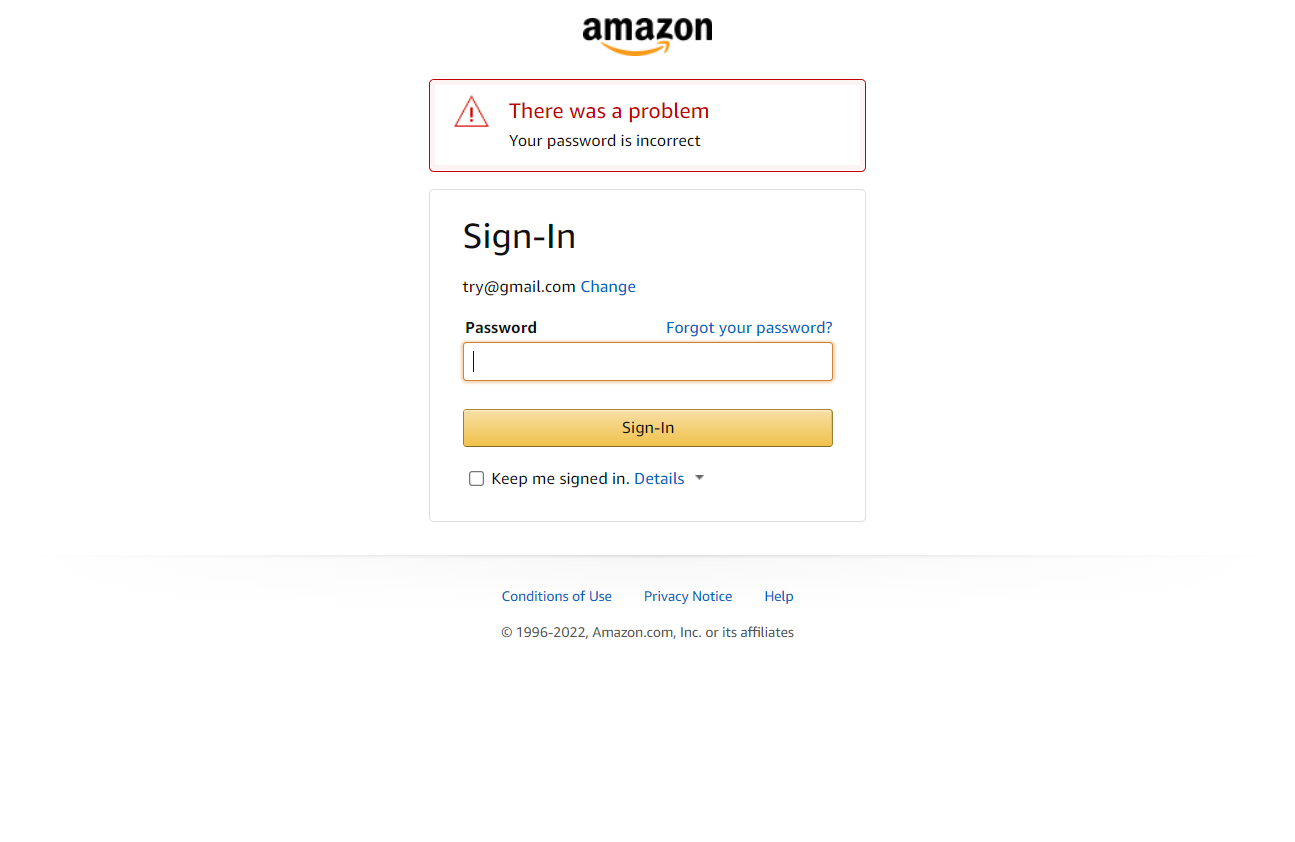 amazon
There was a problem
Your password is incorrect
Sign-In
try@gmail.com Change
Password Forgot your password?
Sign-In
Keep me signed in. Details
Conditions of Use Privacy Notice Help
© 1996-2022, Amazon.com, Inc. or its affiliates